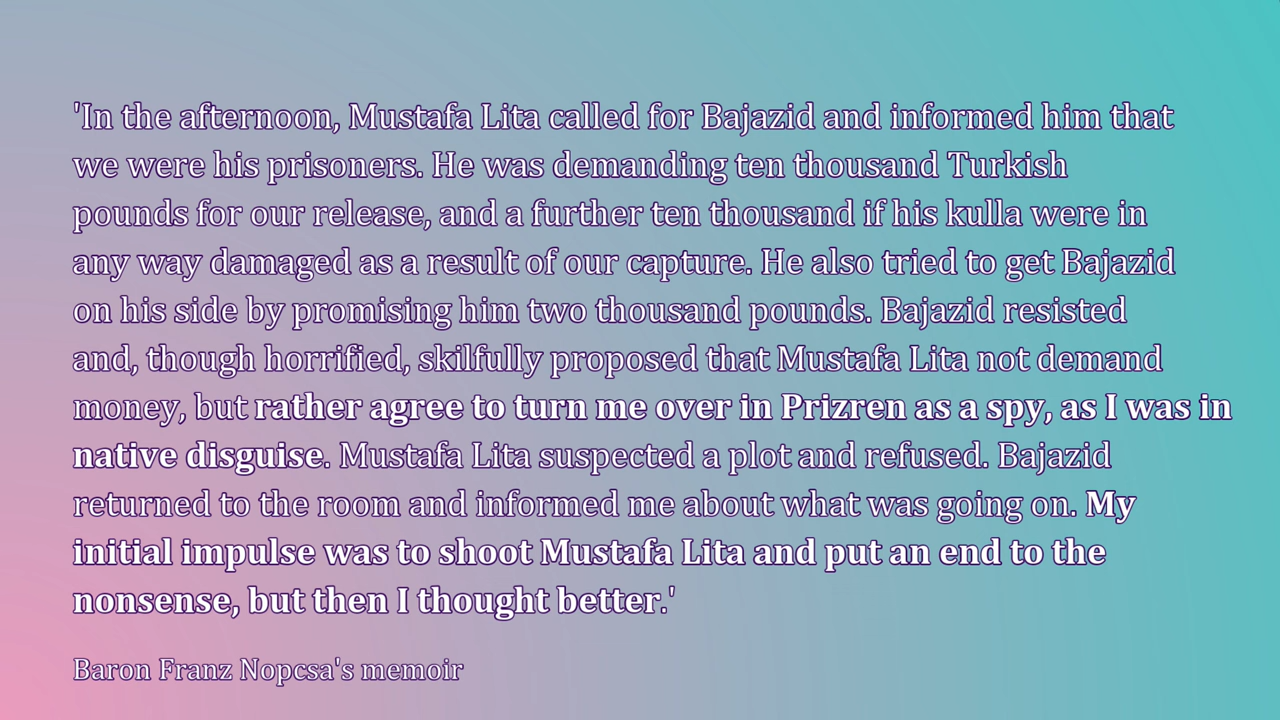 'In the afternoon, Mustafa Lita called for Bajazid and informed him that
we were his prisoners. He was demanding ten thousand Turkish
pounds for our release, and a further ten thousand if his kulla were in
any way damaged as a result of our capture. He also tried to get Bajazid
on his side by promising him two thousand pounds. Bajazid resisted
and, though horrified, skilfully proposed that Mustafa Lita not demand
money, but rather agree to turn me over in Prizren as a spy, as I was in
native disguise. Mustafa Lita suspected a plot and refused. Bajazid
returned to the room and informed me about what was going on. My
initial impulse was to shoot Mustafa Lita and put an end to the
nonsense, but then I thought better.'
Baron Franz Nopcsa's memoir